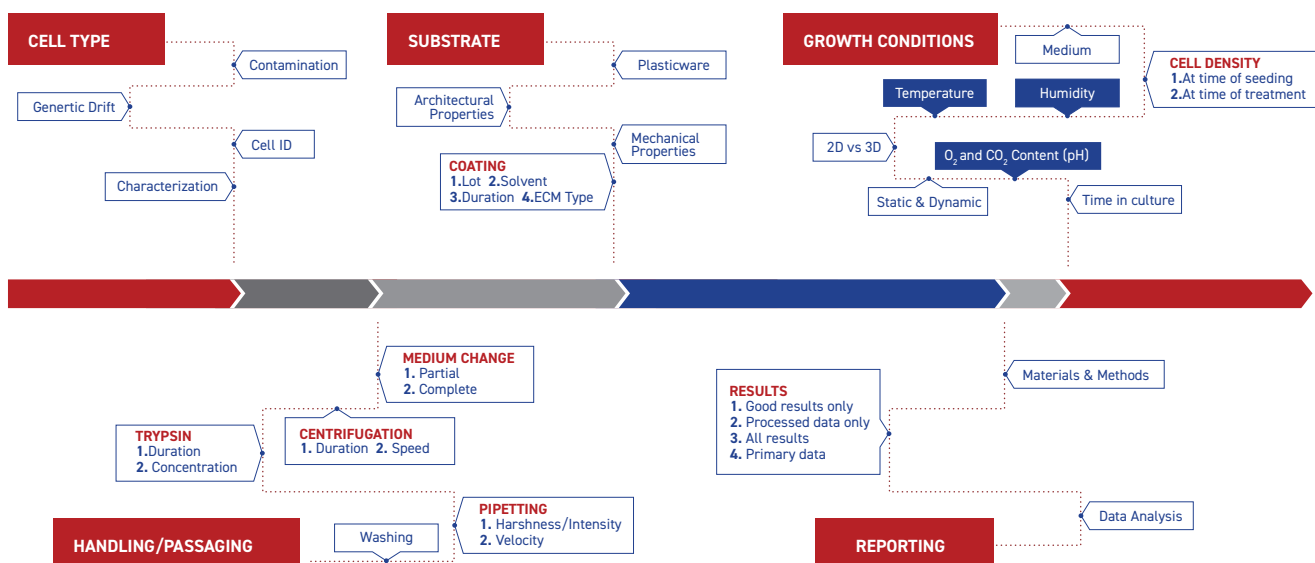 CELL TYPE
Contamination
Genertic Drift
Cell ID
Characterization
SUBSTRATE
Plasticware
Architectural
Properties
Mechanical
Properties
COATING
1.Lot 2.Solvent
3.Duration 4.ECM Type
GROWTH CONDITIONS
Medium
CELL DENSITY
1.At time of seeding
2.At time of treatment
Temperature
Humidity
2D vs 3D
O₂ and CO₂ Content (pH)
Static & Dynamic
Time in culture
MEDIUM CHANGE
1. Partial
2. Complete
TRYPSIN
1.Duration
2. Concentration
CENTRIFUGATION
1. Duration 2. Speed
PIPETTING
1. Harshness/Intensity
2. Velocity
Washing
HANDLING/PASSAGING
Materials & Methods
RESULTS
1. Good results only
2. Processed data only
3. All results
4. Primary data
Data Analysis
REPORTING